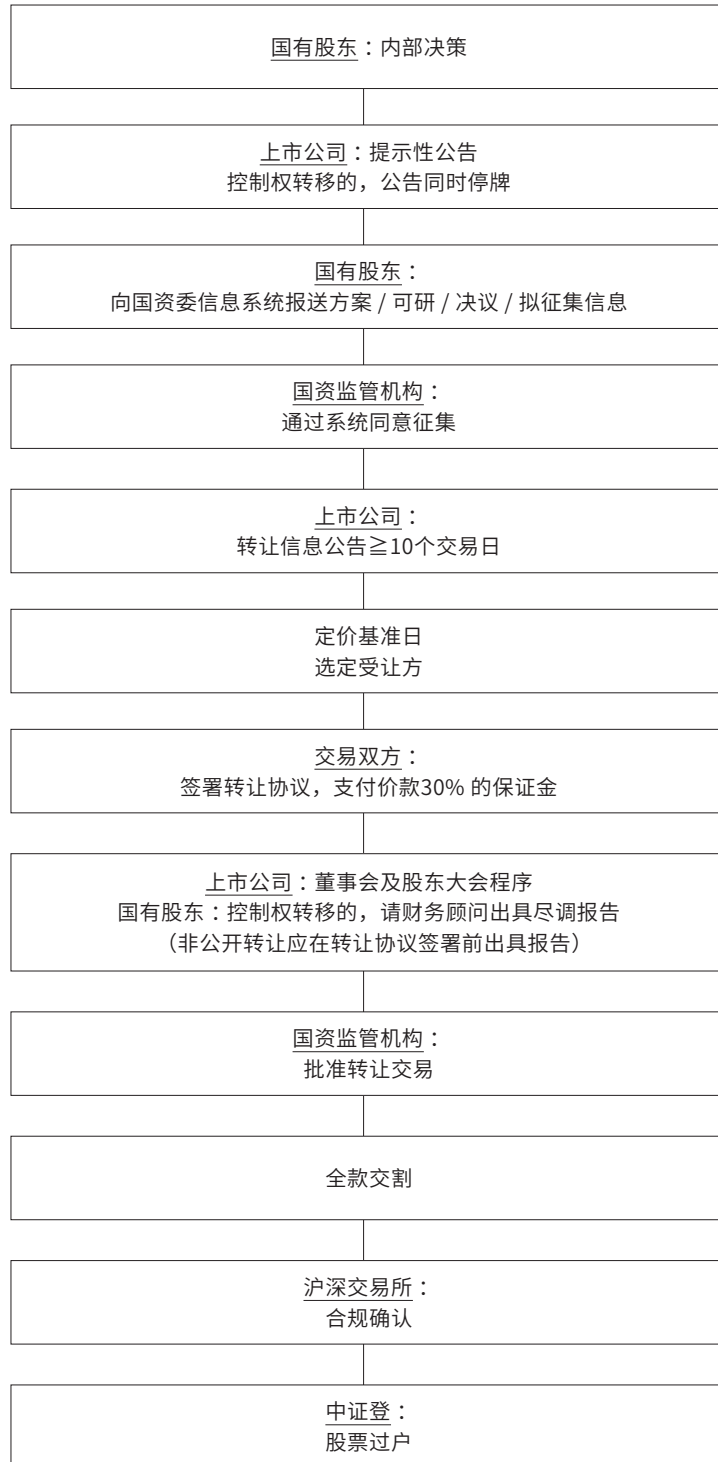 国有股东：内部决策
上市公司：提示性公告
控制权转移的，公告同时停牌
国有股东：
向国资委信息系统报送方案 / 可研 / 决议 / 拟征集信息
国资监管机构：
通过系统同意征集
上市公司：
转让信息公告≧10个交易日
定价基准日
选定受让方
交易双方：
签署转让协议，支付价款30% 的保证金
上市公司：董事会及股东大会程序
国有股东：控制权转移的，请财务顾问出具尽调报告
（非公开转让应在转让协议签署前出具报告）
国资监管机构：
批准转让交易
全款交割
沪深交易所：
合规确认
中证登：
股票过户